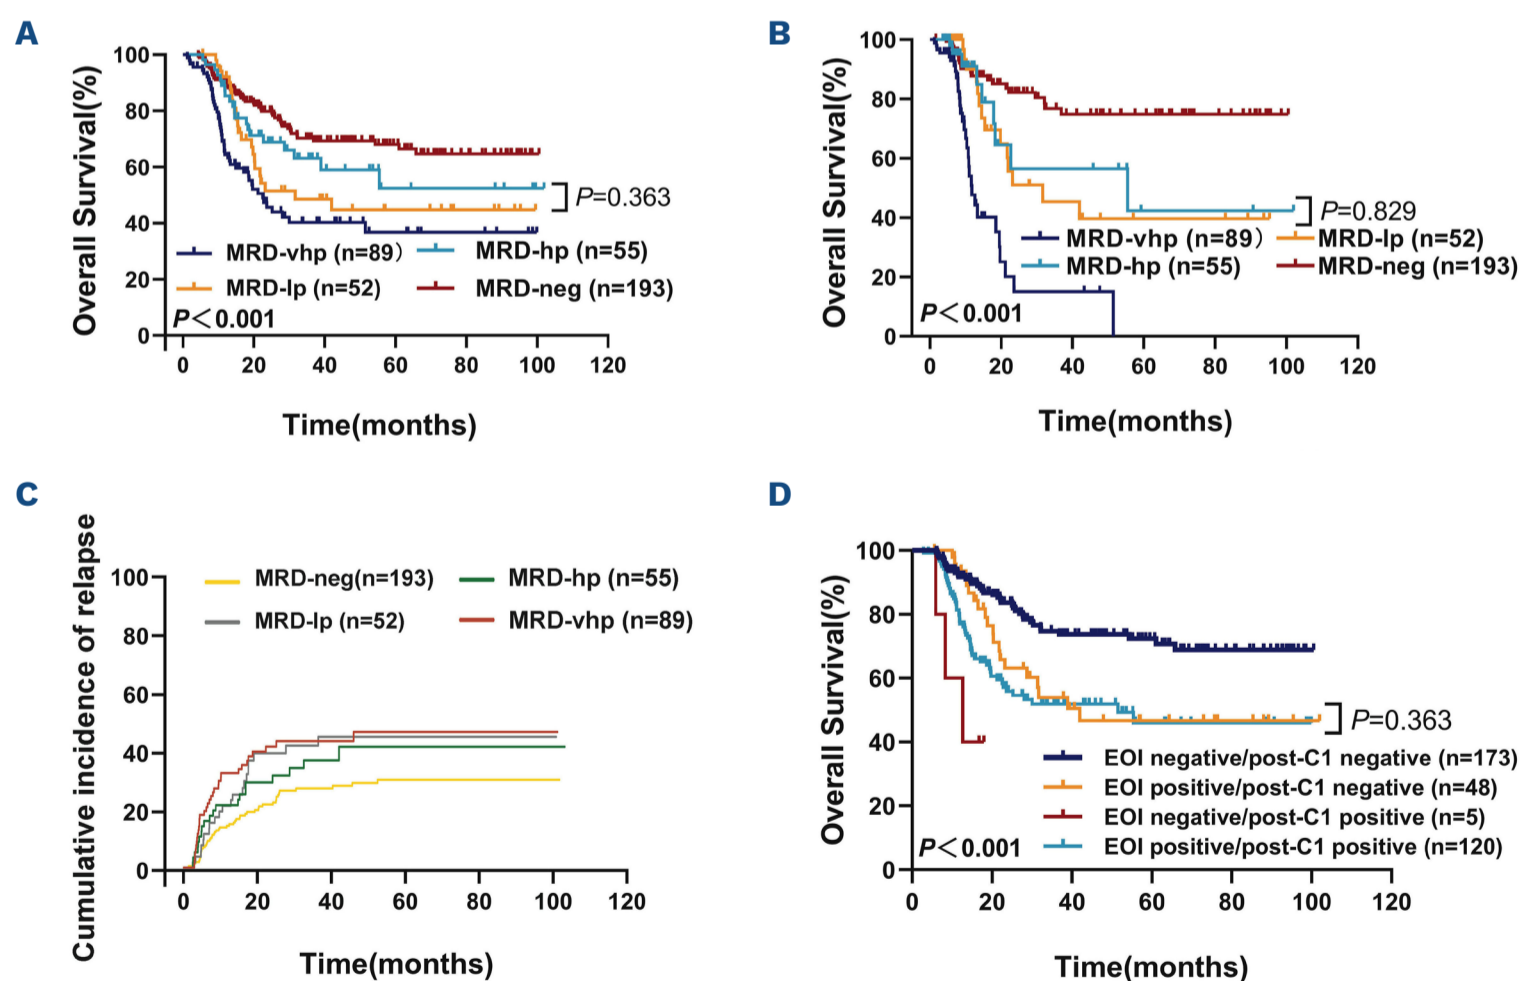 A
Overall Survival(%)
100
80
60
40
20
0
P=0.363
MRD-vhp (n=89）
MRD-hp (n=55)
MRD-lp (n=52)
MRD-neg (n=193)
P＜0.001
0 20 40 60 80 100 120
Time(months)
B
Overall Survival(%)
100
80
60
40
20
0
P=0.829
MRD-vhp (n=89）
MRD-lp (n=52)
MRD-hp (n=55)
MRD-neg (n=193)
P＜0.001
0 20 40 60 80 100 120
Time(months)
C
Cumulative incidence of relapse
100
80
60
40
20
0
MRD-neg(n=193)
MRD-hp (n=55)
MRD-lp (n=52)
MRD-vhp (n=89)
0 20 40 60 80 100 120
Time(months)
D
Overall Survival(%)
100
80
60
40
20
0
P=0.363
EOI negative/post-C1 negative (n=173)
EOI positive/post-C1 negative (n=48)
EOI negative/post-C1 positive (n=5)
EOI positive/post-C1 positive (n=120)
P＜0.001
0 20 40 60 80 100 120
Time(months)